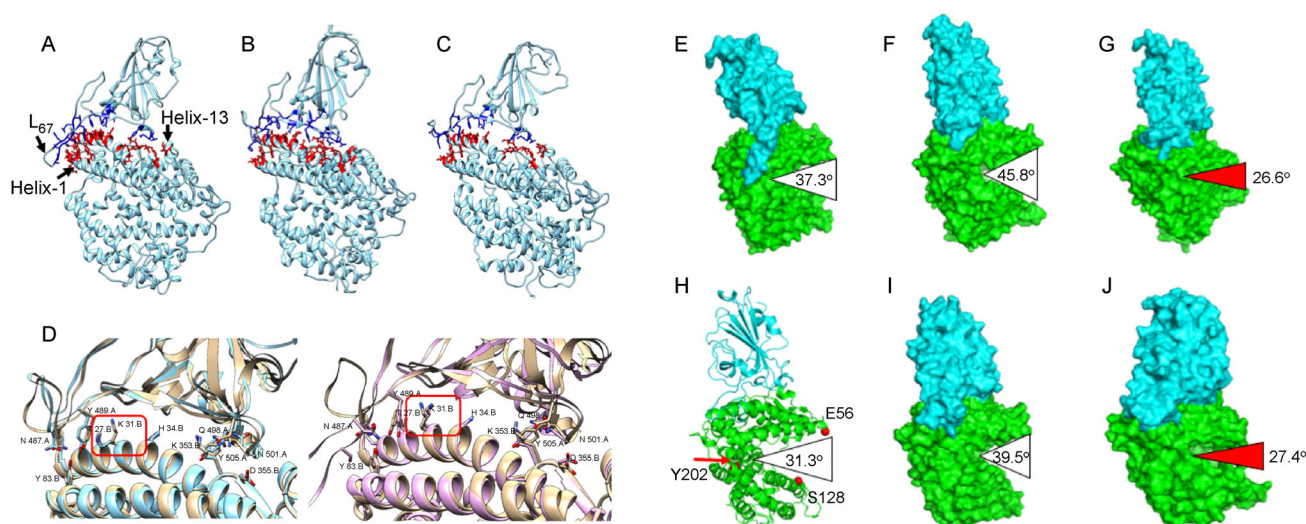 A
B
C
L67
Helix-1
Helix-13
D
Y 489.A
K 31.B
27.B
H 34.B
N 487.A
Y 83.B
K 353.B
Q 498.A
Y 505.A
N 501.A
D 355.B
Y 489.A
K 31.B
27.B
H 34.B
N 487.A
Y 83.B
K 353.B
Q 498.A
Y 505.A
N 501.A
D 355.B
E
37.3°
F
45.8°
G
26.6°
H
E56
31.3°
Y202
S128
I
39.5°
J
27.4°